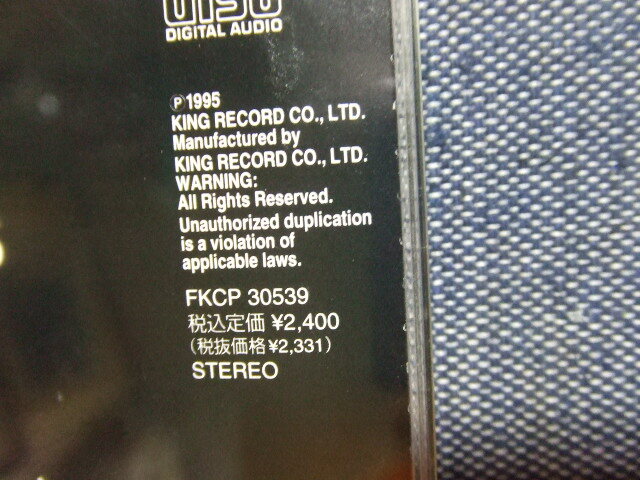 disc
DIGITAL AUDIO
Ⓟ1995
KING RECORD CO., LTD.
Manufactured by
KING RECORD CO., LTD.
WARNING:
All Rights Reserved.
Unauthorized duplication
is a violation of
applicable laws.
FKCP 30539
税込定価 ¥2,400
(税抜価格¥2,331)
STEREO